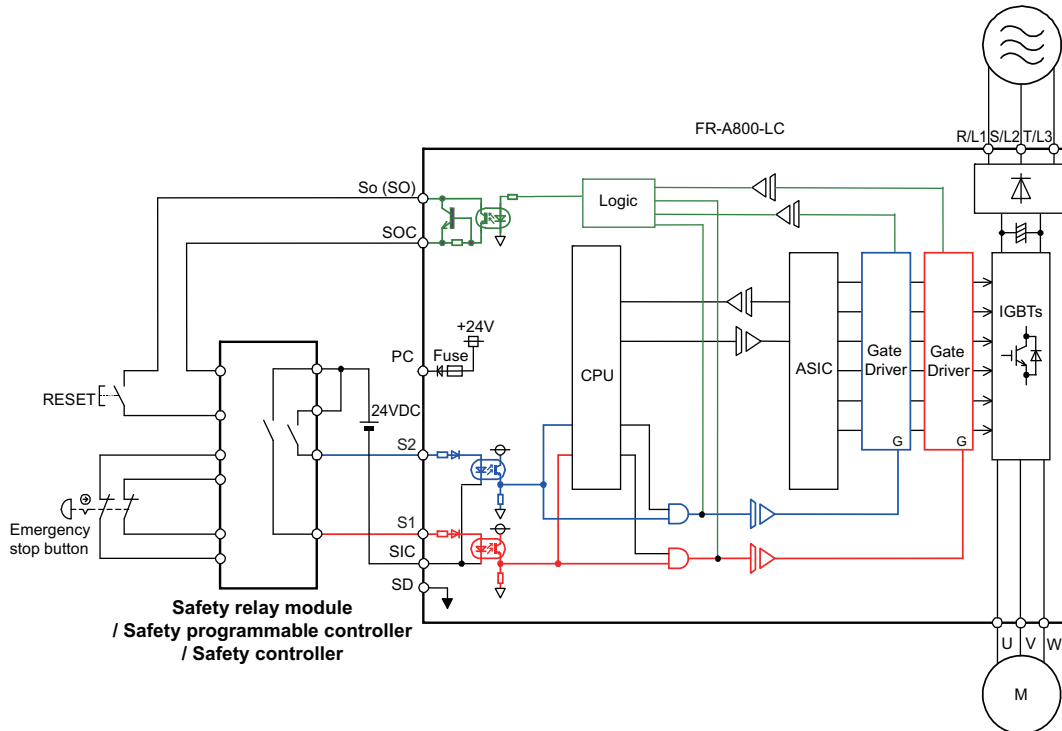 FR-A800-LC
R/L1 S/L2 T/L3
So (SO)
SOC
Logic
+24V
PC
Fuse
CPU
ASIC
Gate
Driver
G
Gate
Driver
G
IGBTs
RESET
24VDC
S2
Emergency
stop button
S1
SIC
SD
Safety relay module
/ Safety programmable controller
/ Safety controller
U
V
W
M